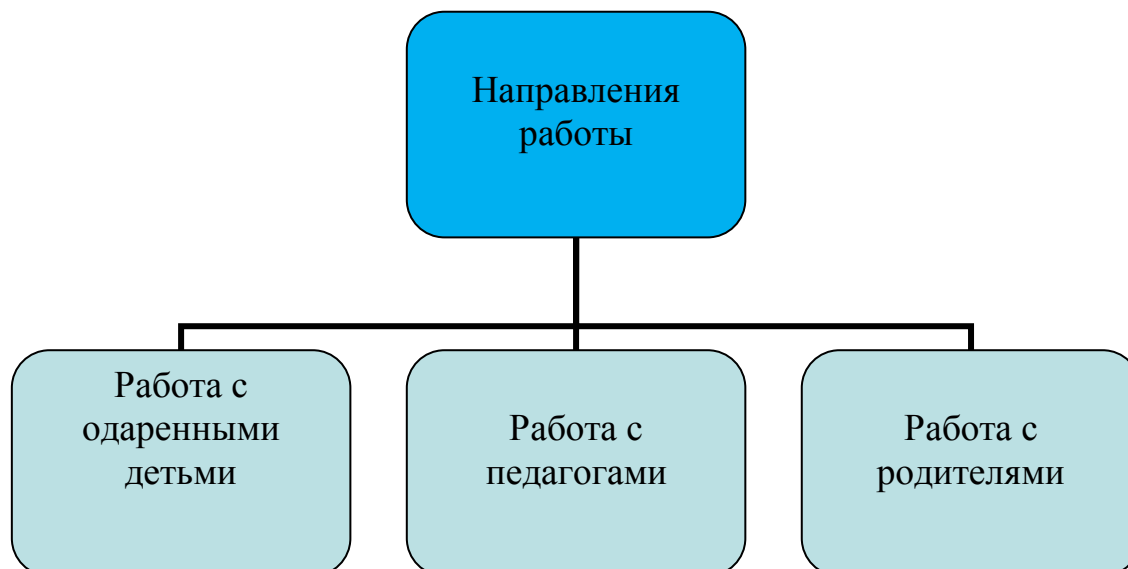 Направления
работы
Работа с
одаренными
детьми
Работа с
педагогами
Работа с
родителями